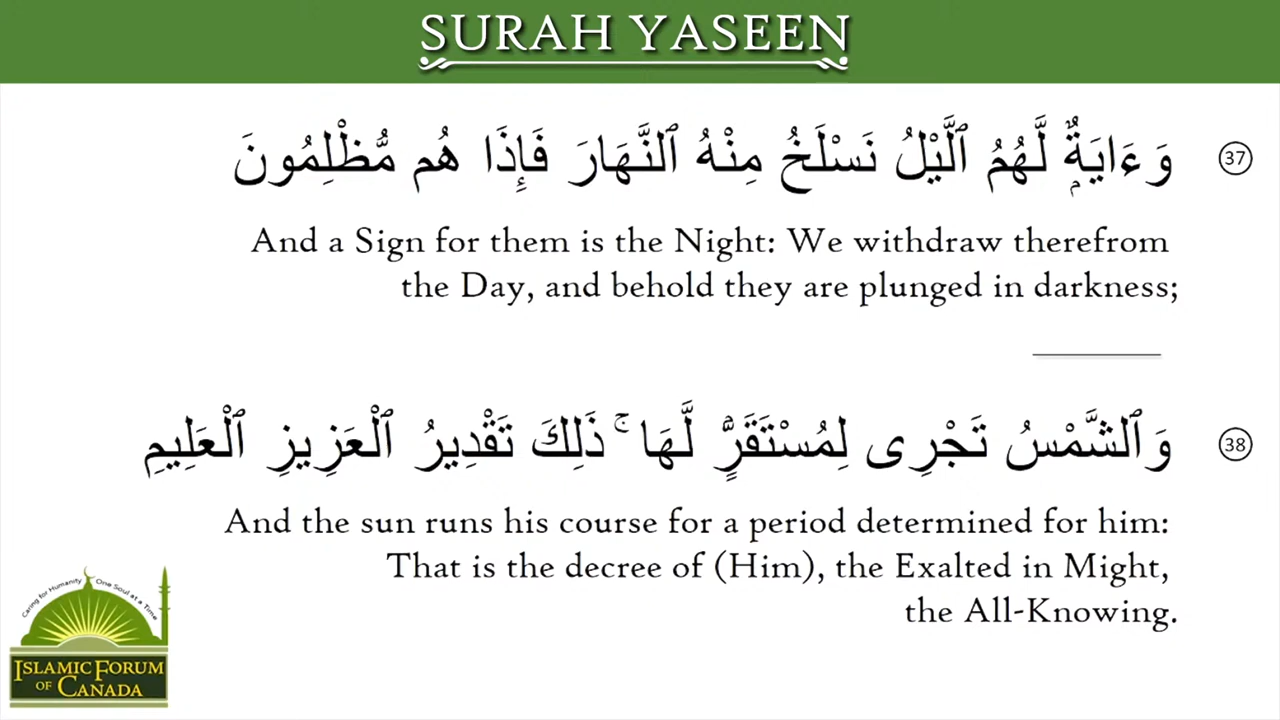 SURAH YASEEN
وَءَايَةٌ لَّهُمُ ٱلَّيْلُ نَسْلَخُ مِنْهُ ٱلنَّهَارَ فَإِذَا هُم مُّظْلِمُونَ
37
And a Sign for them is the Night: We withdraw therefrom
the Day, and behold they are plunged in darkness;
وَٱلشَّمْسُ تَجْرِى لِمُسْتَقَرٍّ لَّهَا ۚ ذَٰلِكَ تَقْدِيرُ ٱلْعَزِيزِ ٱلْعَلِيمِ
38
And the sun runs his course for a period determined for him:
That is the decree of (Him), the Exalted in Might,
the All-Knowing.
Caring for Humanity One Soul at a Time
ISLAMIC FORUM
OF CANADA